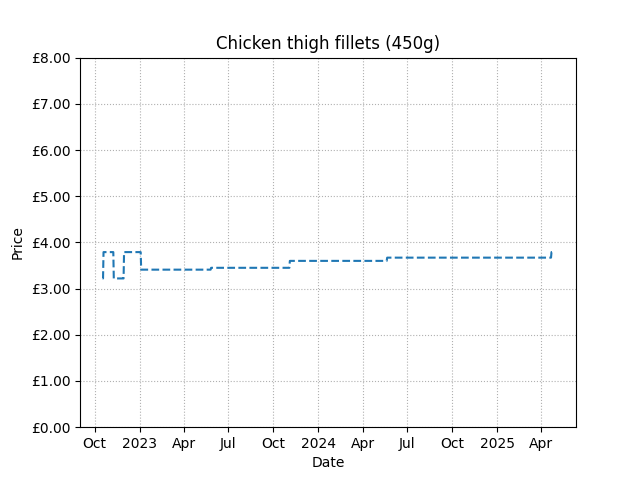 Chicken thigh fillets (450g)
£8.00
£7.00
£6.00
£5.00
£4.00
£3.00
£2.00
£1.00
£0.00
Price
Oct 2023 Apr Jul Oct 2024 Apr Jul Oct 2025 Apr
Date